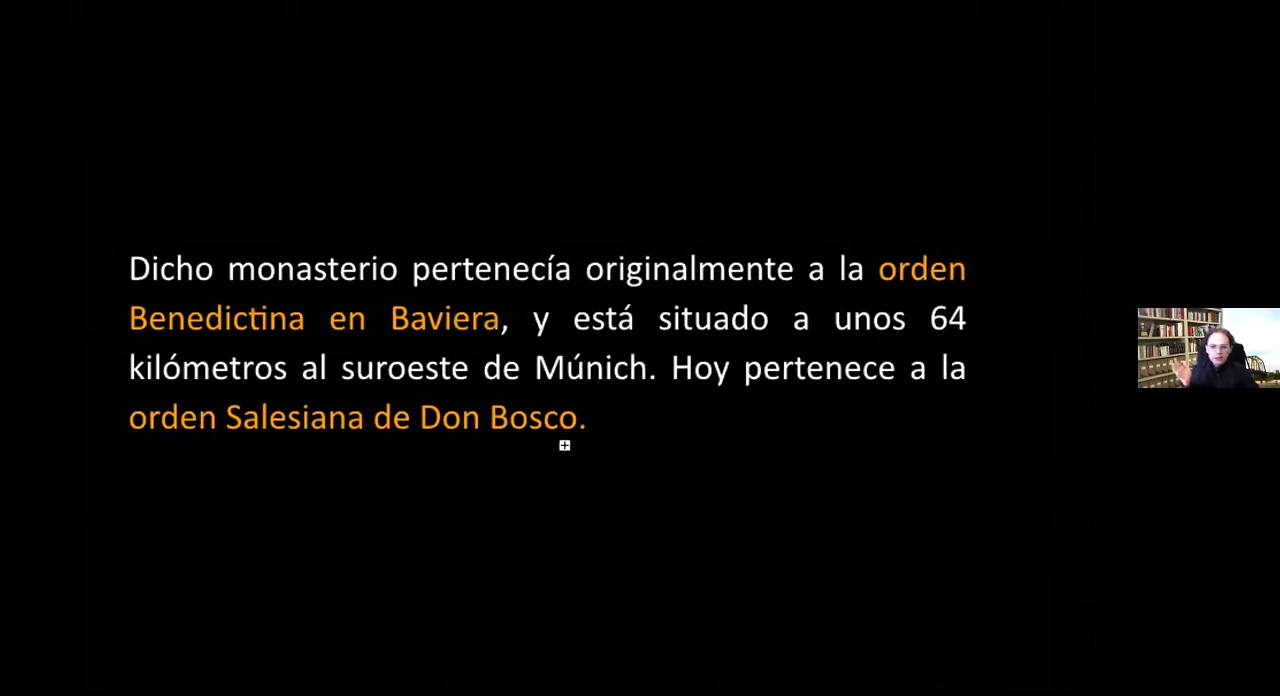 Dicho monasterio pertenecía originalmente a la orden
Benedictina en Baviera, y está situado a unos 64
kilómetros al suroeste de Múnich. Hoy pertenece a la
orden Salesiana de Don Bosco.